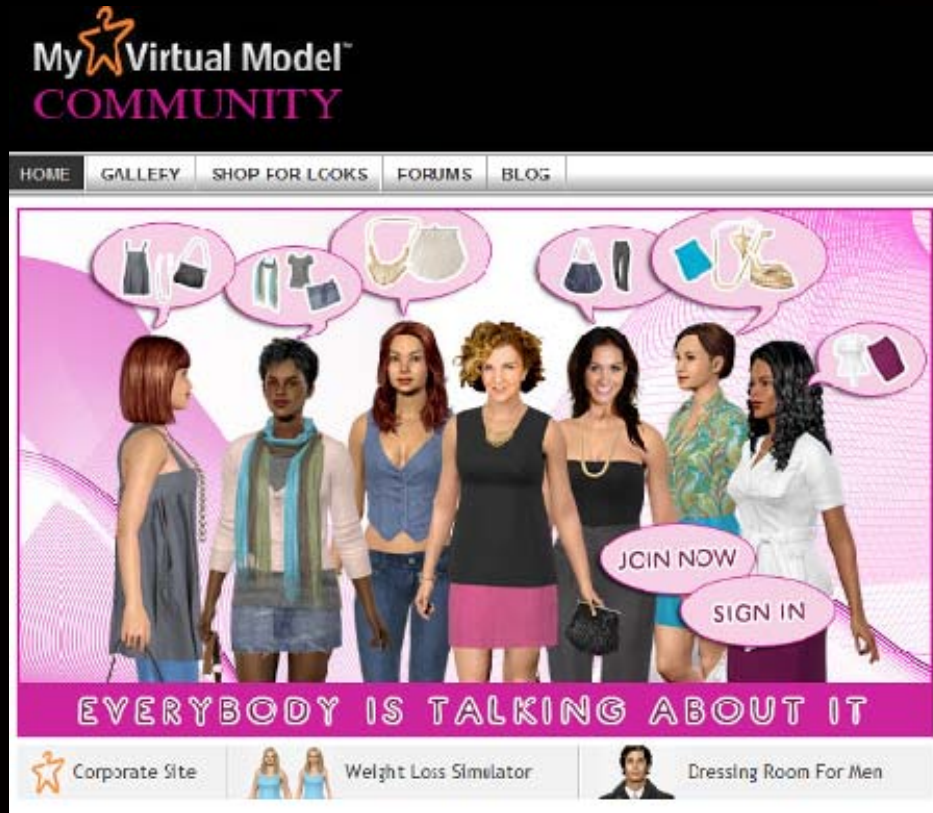 My Virtual Model™
COMMUNITY
HOME GALLERY SHOP FOR LOOKS FORUMS BLOG
JOIN NOW
SIGN IN
EVERYBODY IS TALKING ABOUT IT
Corporate Site Weight Loss Simulator Dressing Room For Men